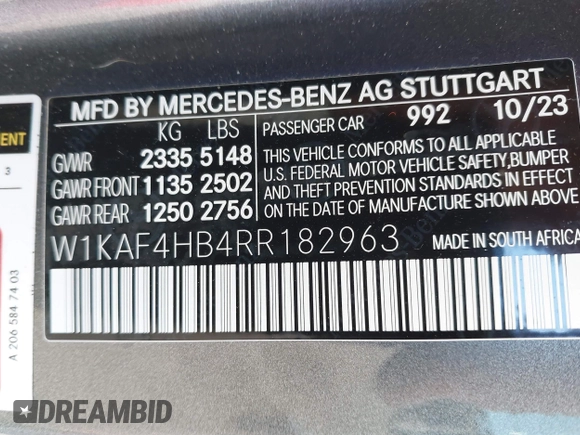 MFD BY MERCEDES-BENZ AG STUTTGART
KG LBS PASSENGER CAR 992 10/23
GVWR 2335 5148
GAWR FRONT 1135 2502
GAWR REAR 1250 2756
THIS VEHICLE CONFORMS TO ALL APPLICABLE
U.S. FEDERAL MOTOR VEHICLE SAFETY,BUMPER
AND THEFT PREVENTION STANDARDS IN EFFECT
ON THE DATE OF MANUFACTURE SHOWN ABOVE
W1KAF4HB4RR182963
MADE IN SOUTH AFRICA
3
A 206 584 74 03
DREAMBID